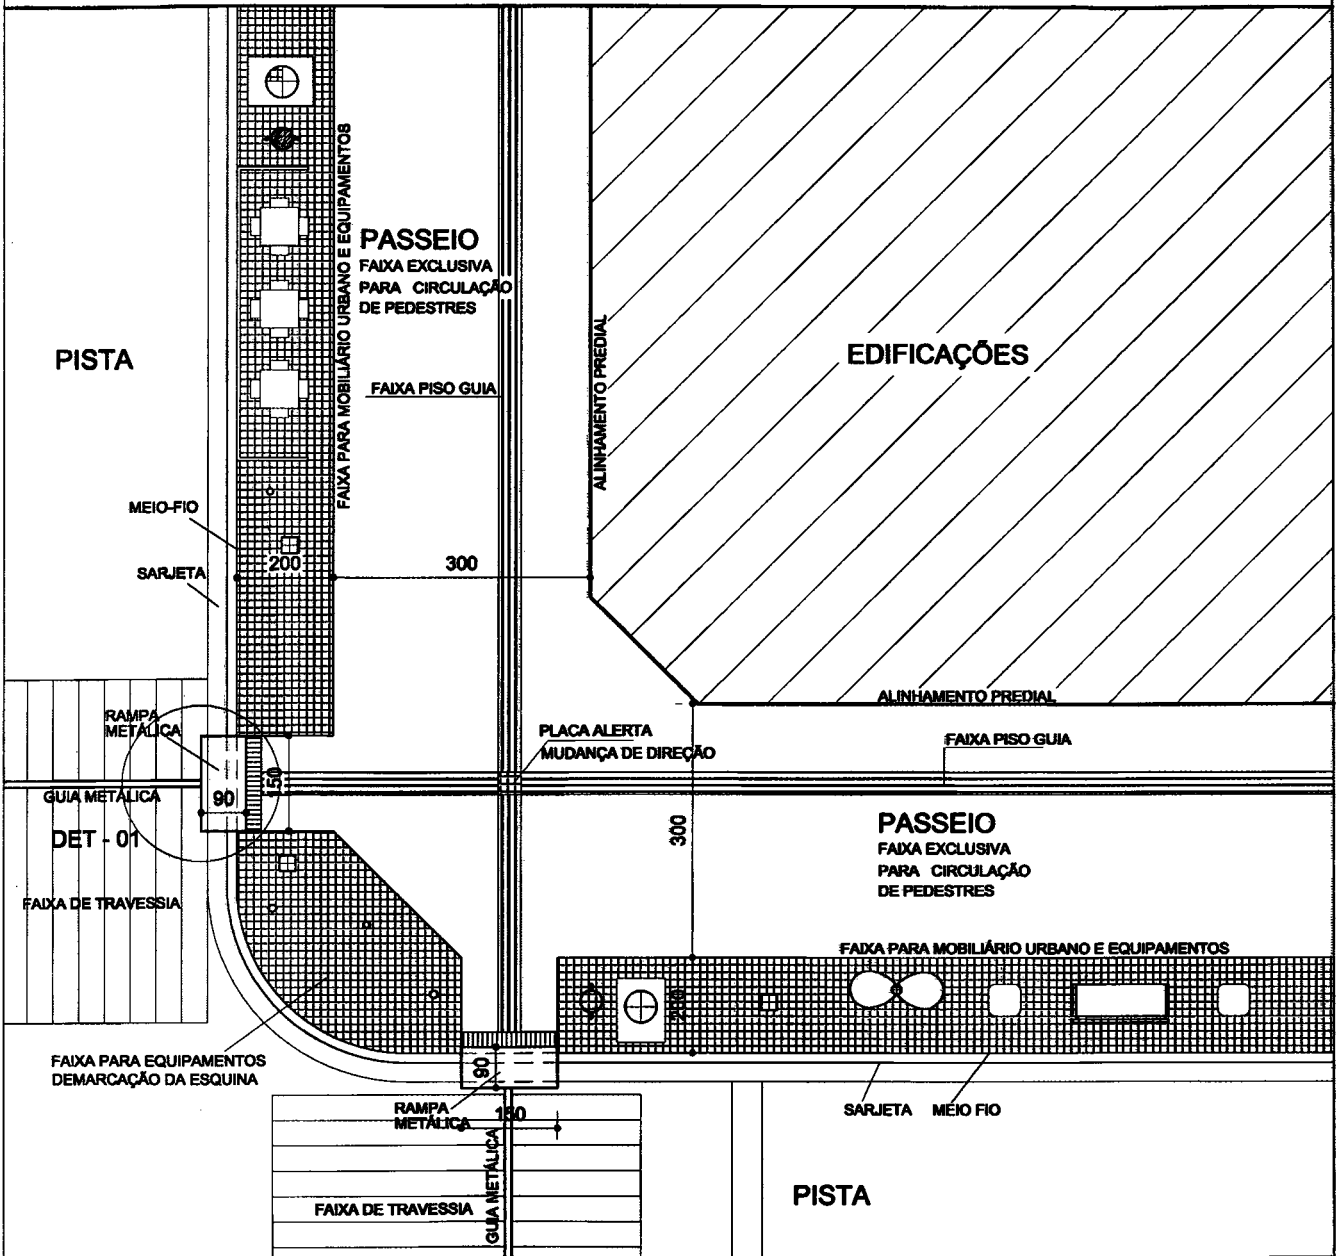 FAIXA PARA MOBILIÁRIO URBANO E EQUIPAMENTOS
PASSEIO
FAIXA EXCLUSIVA
PARA CIRCULAÇÃO
DE PEDESTRES
PISTA
FAIXA PISO GUIA
ALINHAMENTO PREDIAL
EDIFICAÇÕES
MEIO-FIO
SARJETA
200
300
RAMPA
METÁLICA
GUIA METÁLICA
90
150
DET - 01
FAIXA DE TRAVESSIA
PLACA ALERTA
MUDANÇA DE DIREÇÃO
ALINHAMENTO PREDIAL
FAIXA PISO GUIA
300
PASSEIO
FAIXA EXCLUSIVA
PARA CIRCULAÇÃO
DE PEDESTRES
FAIXA PARA MOBILIÁRIO URBANO E EQUIPAMENTOS
200
FAIXA PARA EQUIPAMENTOS
DEMARCAÇÃO DA ESQUINA
90
RAMPA
METÁLICA
150
GUIA METÁLICA
FAIXA DE TRAVESSIA
SARJETA
MEIO FIO
PISTA